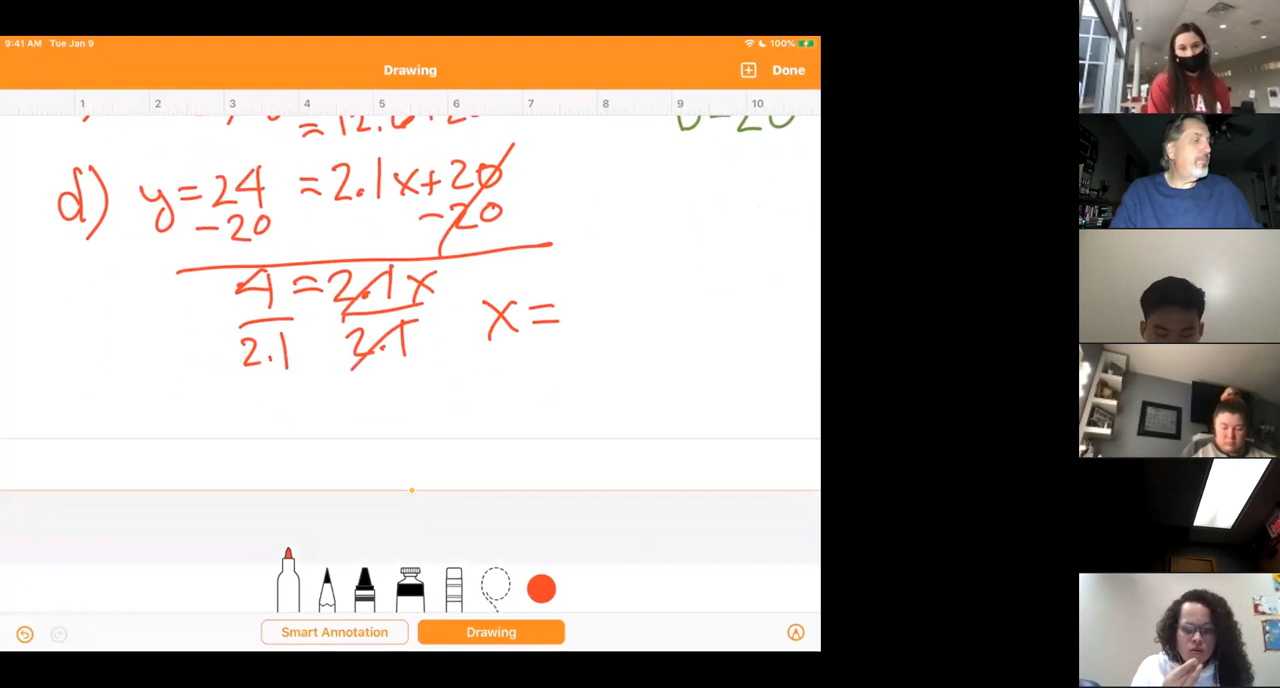 9:41 AM Tue Jan 9 100%
Drawing Done
1 2 3 4 5 6 7 8 9 10
d) y = 24 = 2.1x + 20
-20 -20
4 = 2.1x
2.1 2.1
x =
Smart Annotation Drawing